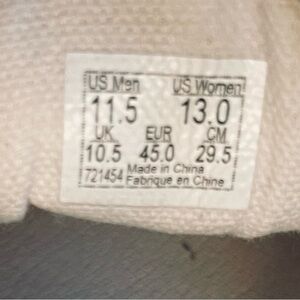 US Men US Women
11.5 13.0
UK EUR CM
10.5 45.0 29.5
721454 Made in China
Fabrique en Chine